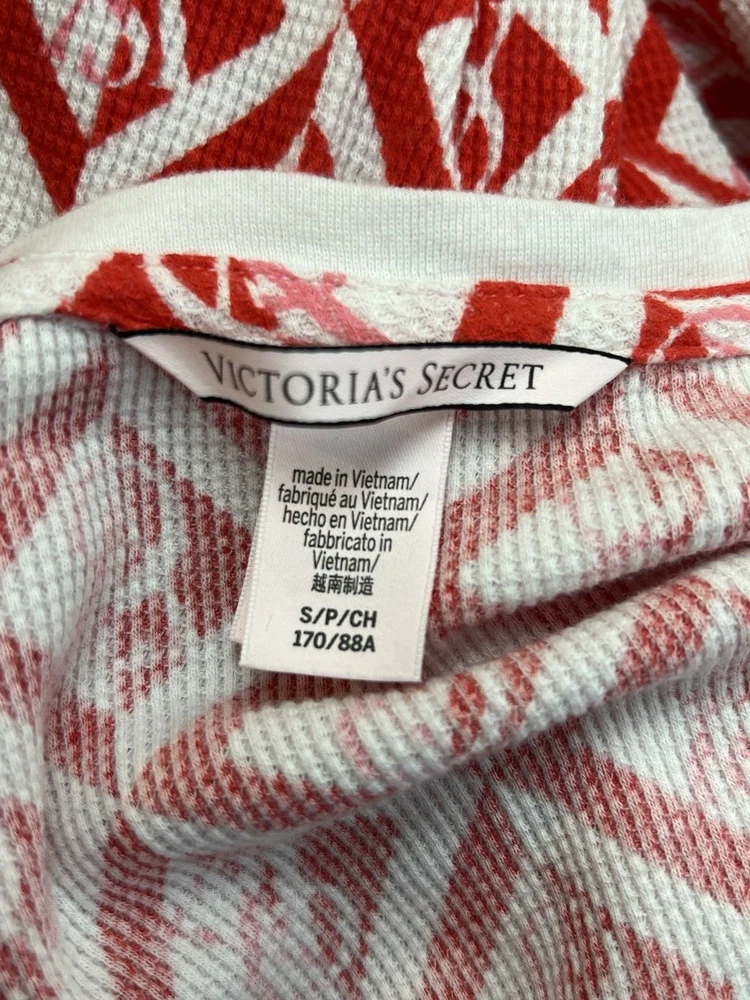 VICTORIA'S SECRET
made in Vietnam/
fabriqué au Vietnam/
hecho en Vietnam/
fabbricato in
Vietnam/
越南制造
S/P/CH
170/88A